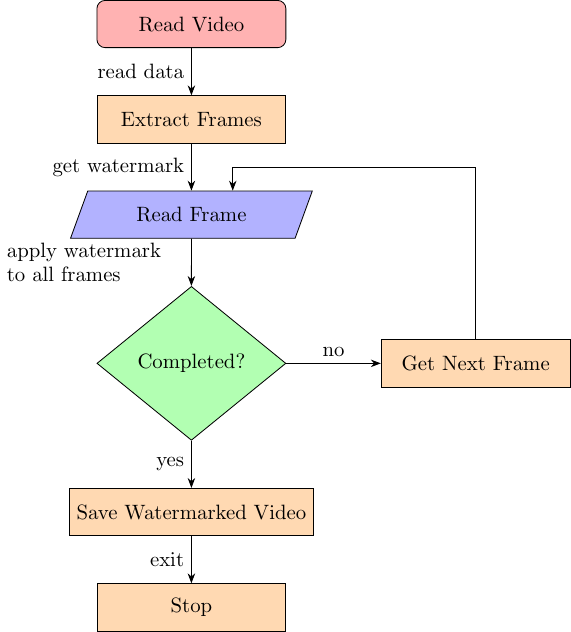 Read Video
read data
Extract Frames
get watermark
Read Frame
apply watermark
to all frames
Completed?
no
Get Next Frame
yes
Save Watermarked Video
exit
Stop